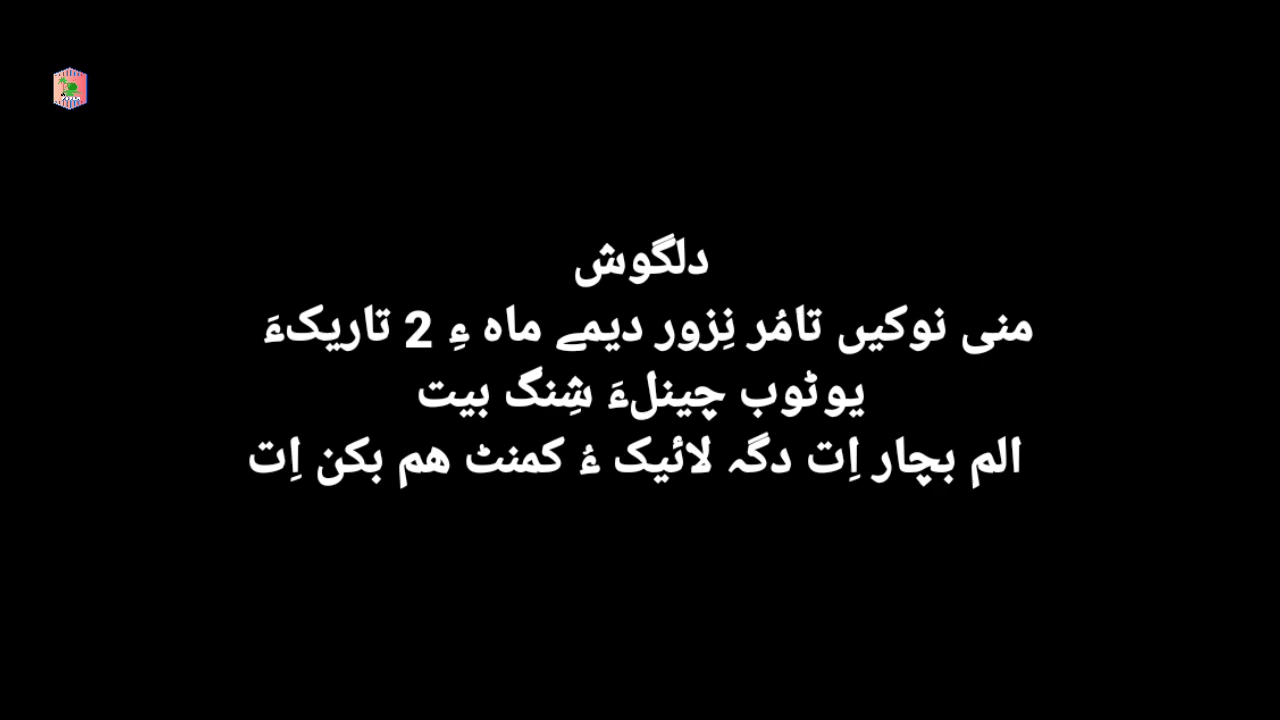 دلگوش
منی نوکیں تامُر نِزور دیمے ماہ ءِ 2 تاریکءَ
یوٹوب چینلءَ شِنگ بیت
الم بچار اِت دگہ لائیک ءُ کمنٹ هم بکن اِت